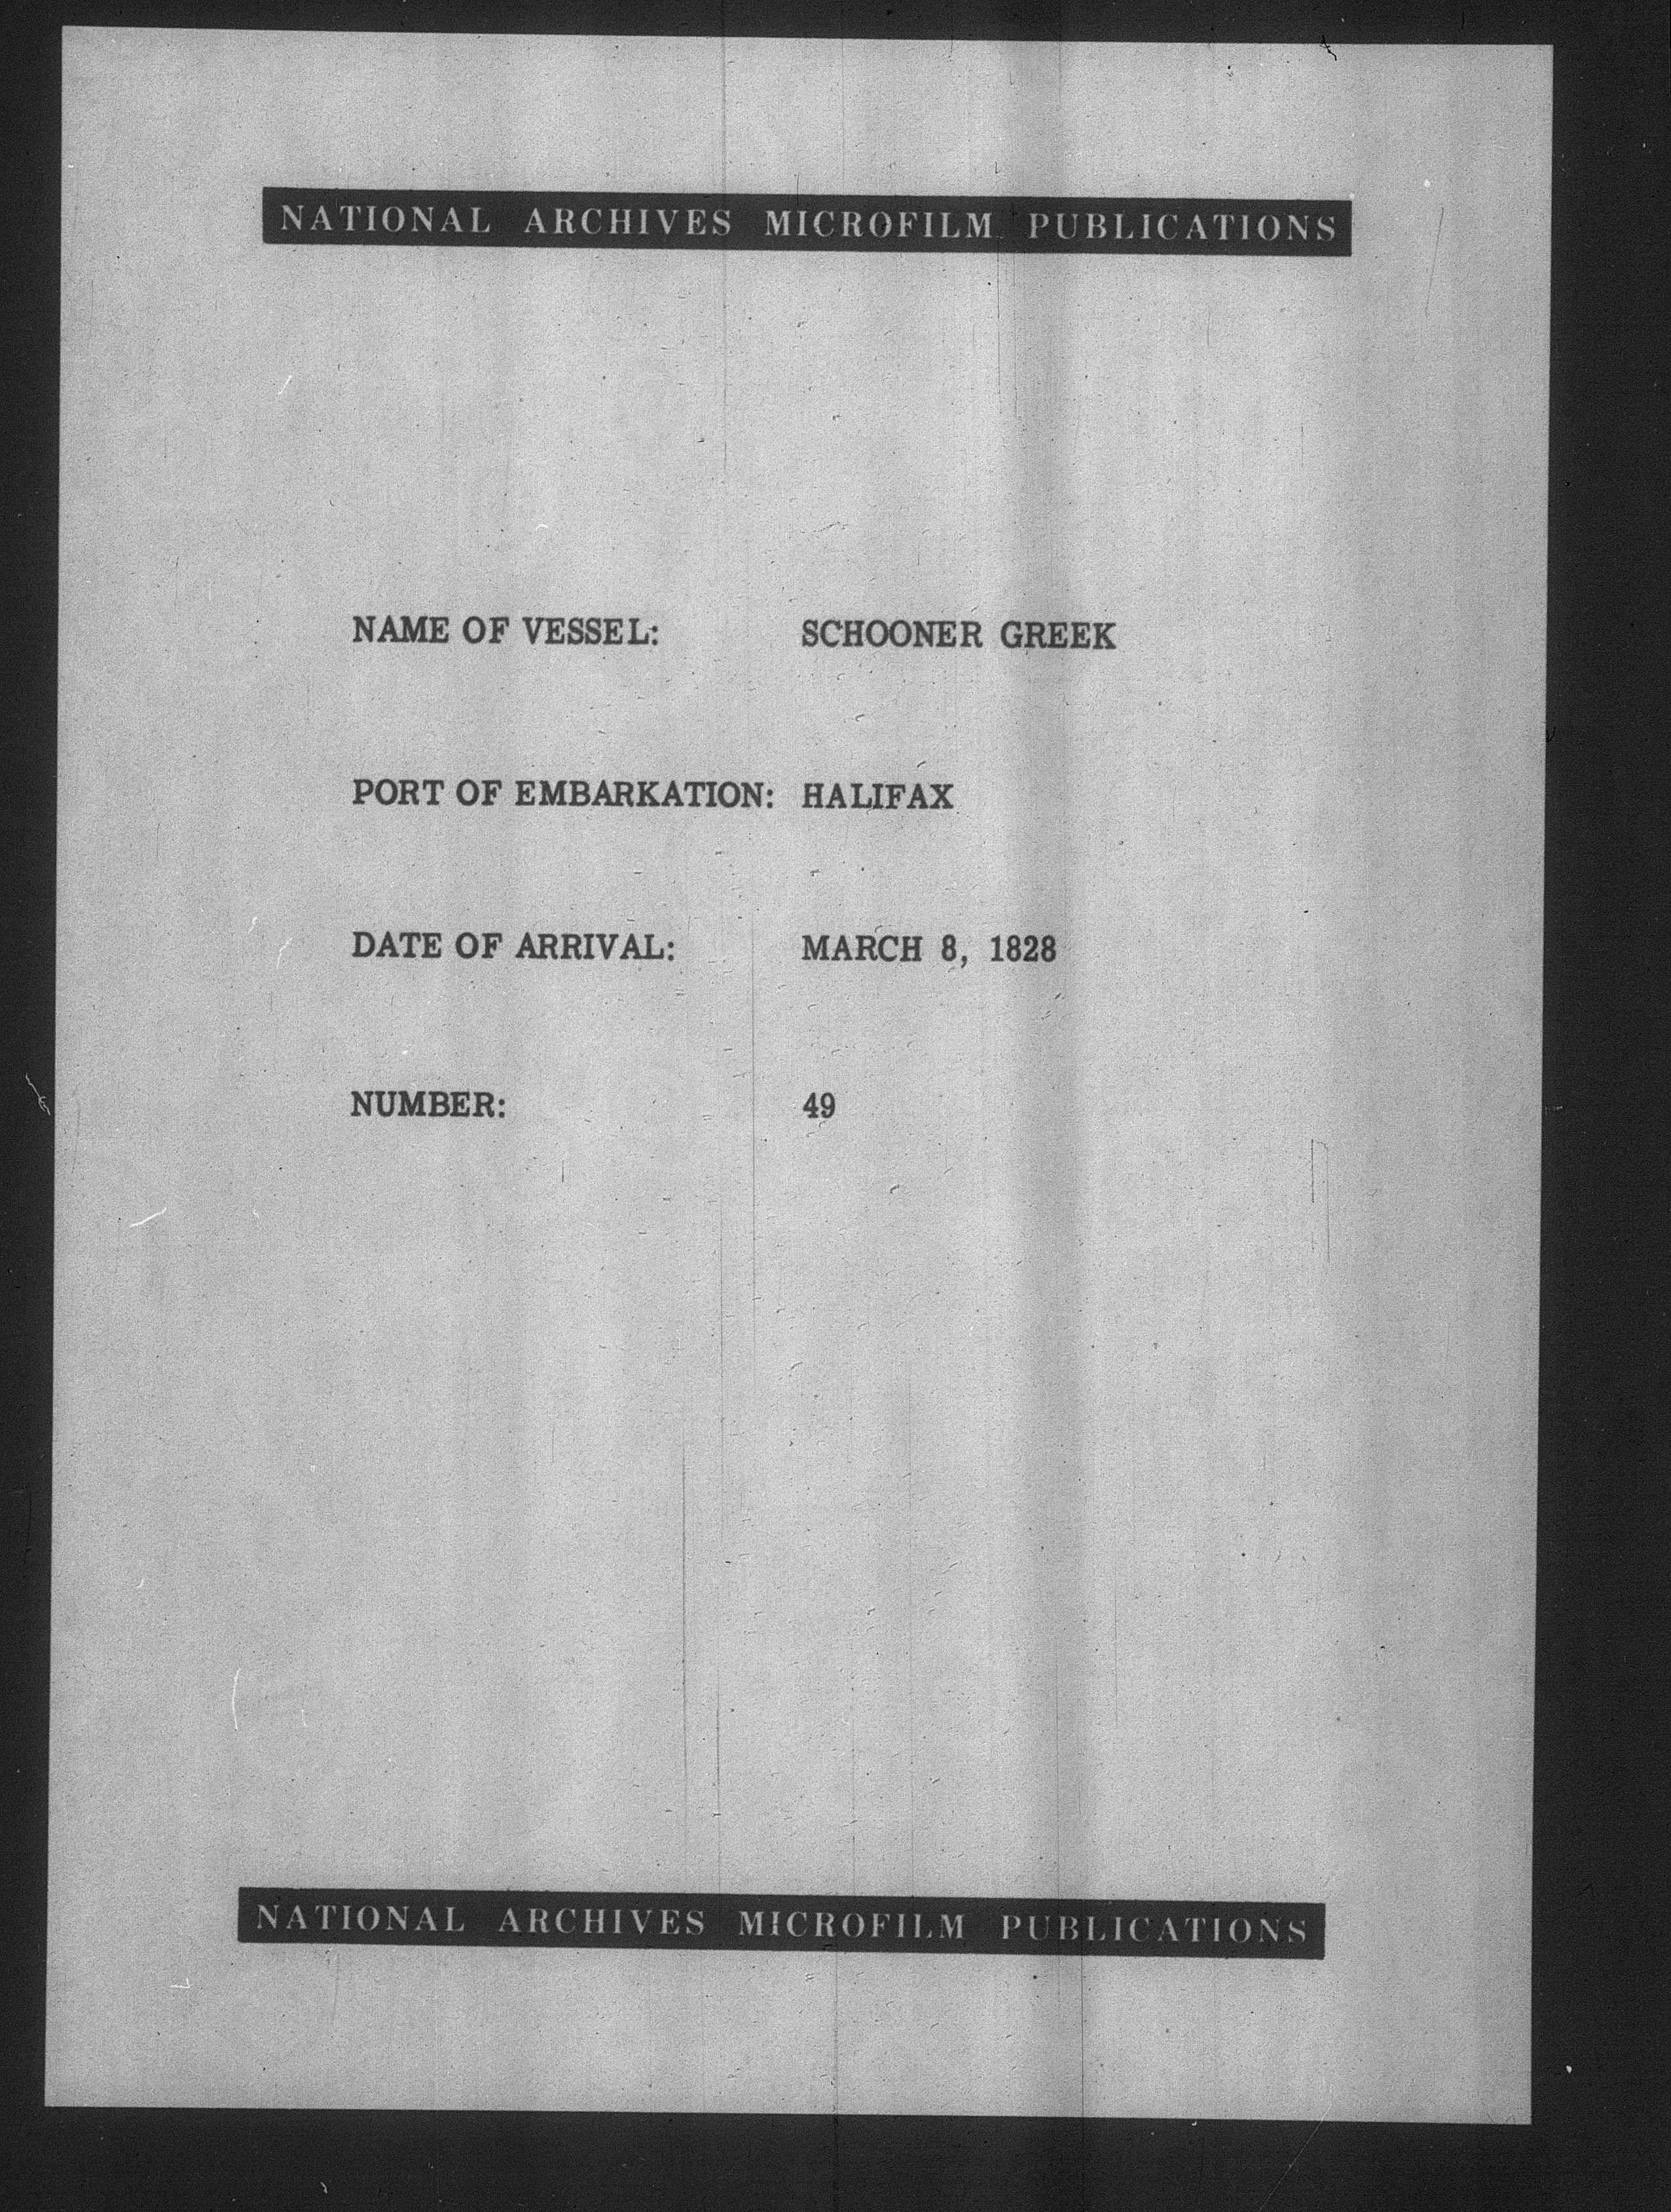 NATIONAL ARCHIVES MICROFILM PUBLICATIONS
NAME OF VESSEL: SCHOONER GREEK
PORT OF EMBARKATION: HALIFAX
DATE OF ARRIVAL: MARCH 8, 1828
NUMBER: 49
NATIONAL ARCHIVES MICROFILM PUBLICATIONS